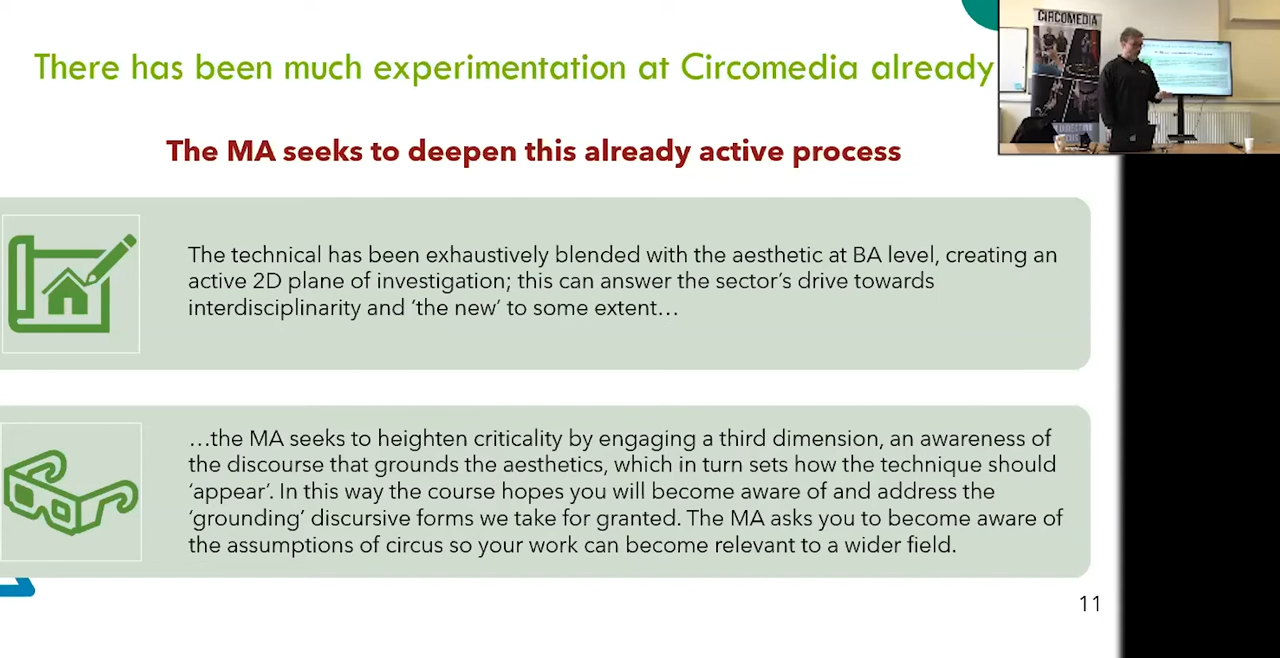 There has been much experimentation at Circomedia already
The MA seeks to deepen this already active process
The technical has been exhaustively blended with the aesthetic at BA level, creating an
active 2D plane of investigation; this can answer the sector’s drive towards
interdisciplinarity and ‘the new’ to some extent…
…the MA seeks to heighten criticality by engaging a third dimension, an awareness of
the discourse that grounds the aesthetics, which in turn sets how the technique should
‘appear’. In this way the course hopes you will become aware of and address the
‘grounding’ discursive forms we take for granted. The MA asks you to become aware of
the assumptions of circus so your work can become relevant to a wider field.
11
CIRCOMEDIA